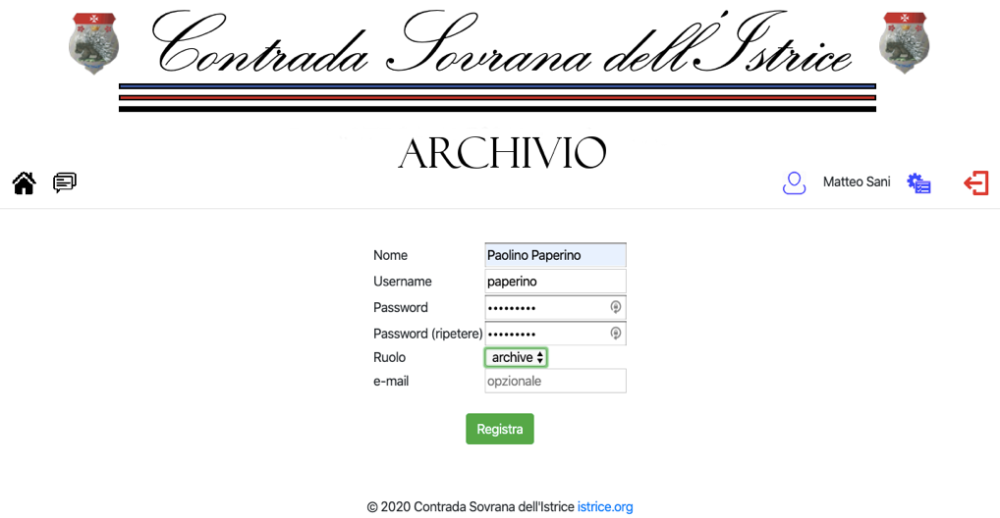 Contrada Sovrana dell'Istrice
ARCHIVIO
Matteo Sani
Nome Paolino Paperino
Username paperino
Password •••••••••
Password (ripetere) •••••••••
Ruolo archive
e-mail opzionale
Registra
© 2020 Contrada Sovrana dell'Istrice istrice.org